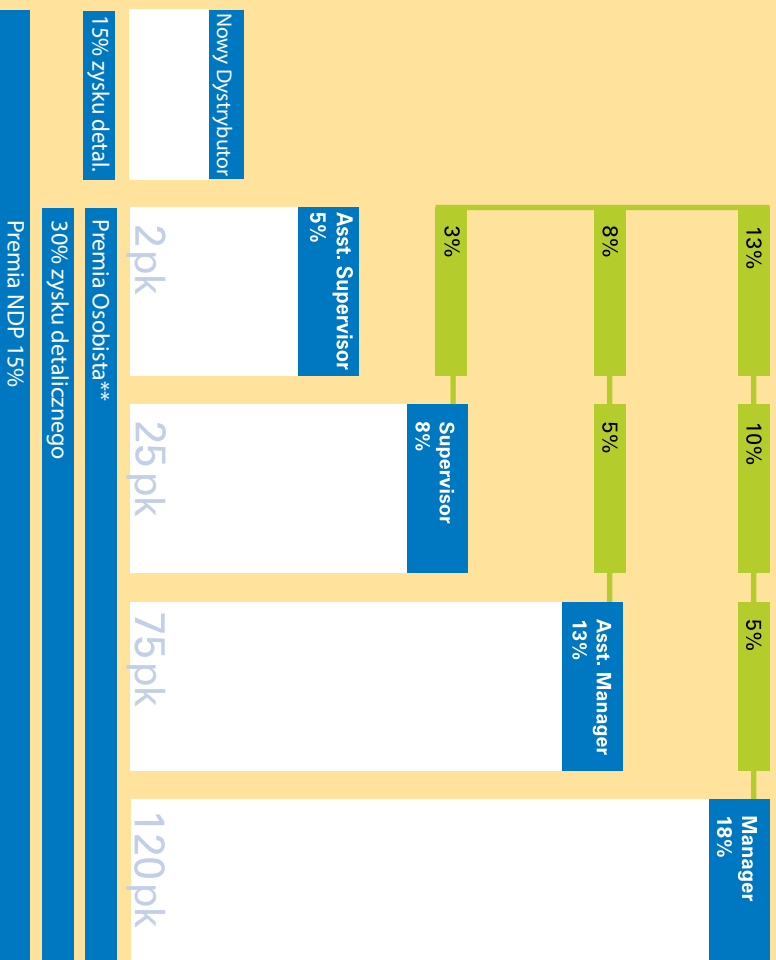 13%
10%
5%
Manager
18%
8%
5%
Asst. Manager
13%
3%
Supervisor
8%
Asst. Supervisor
5%
Nowy Dystrybutor
2pk
25pk
75pk
120pk
15% zysku detal.
Premia Osobista**
30% zysku detalicznego
Premia NDP 15%